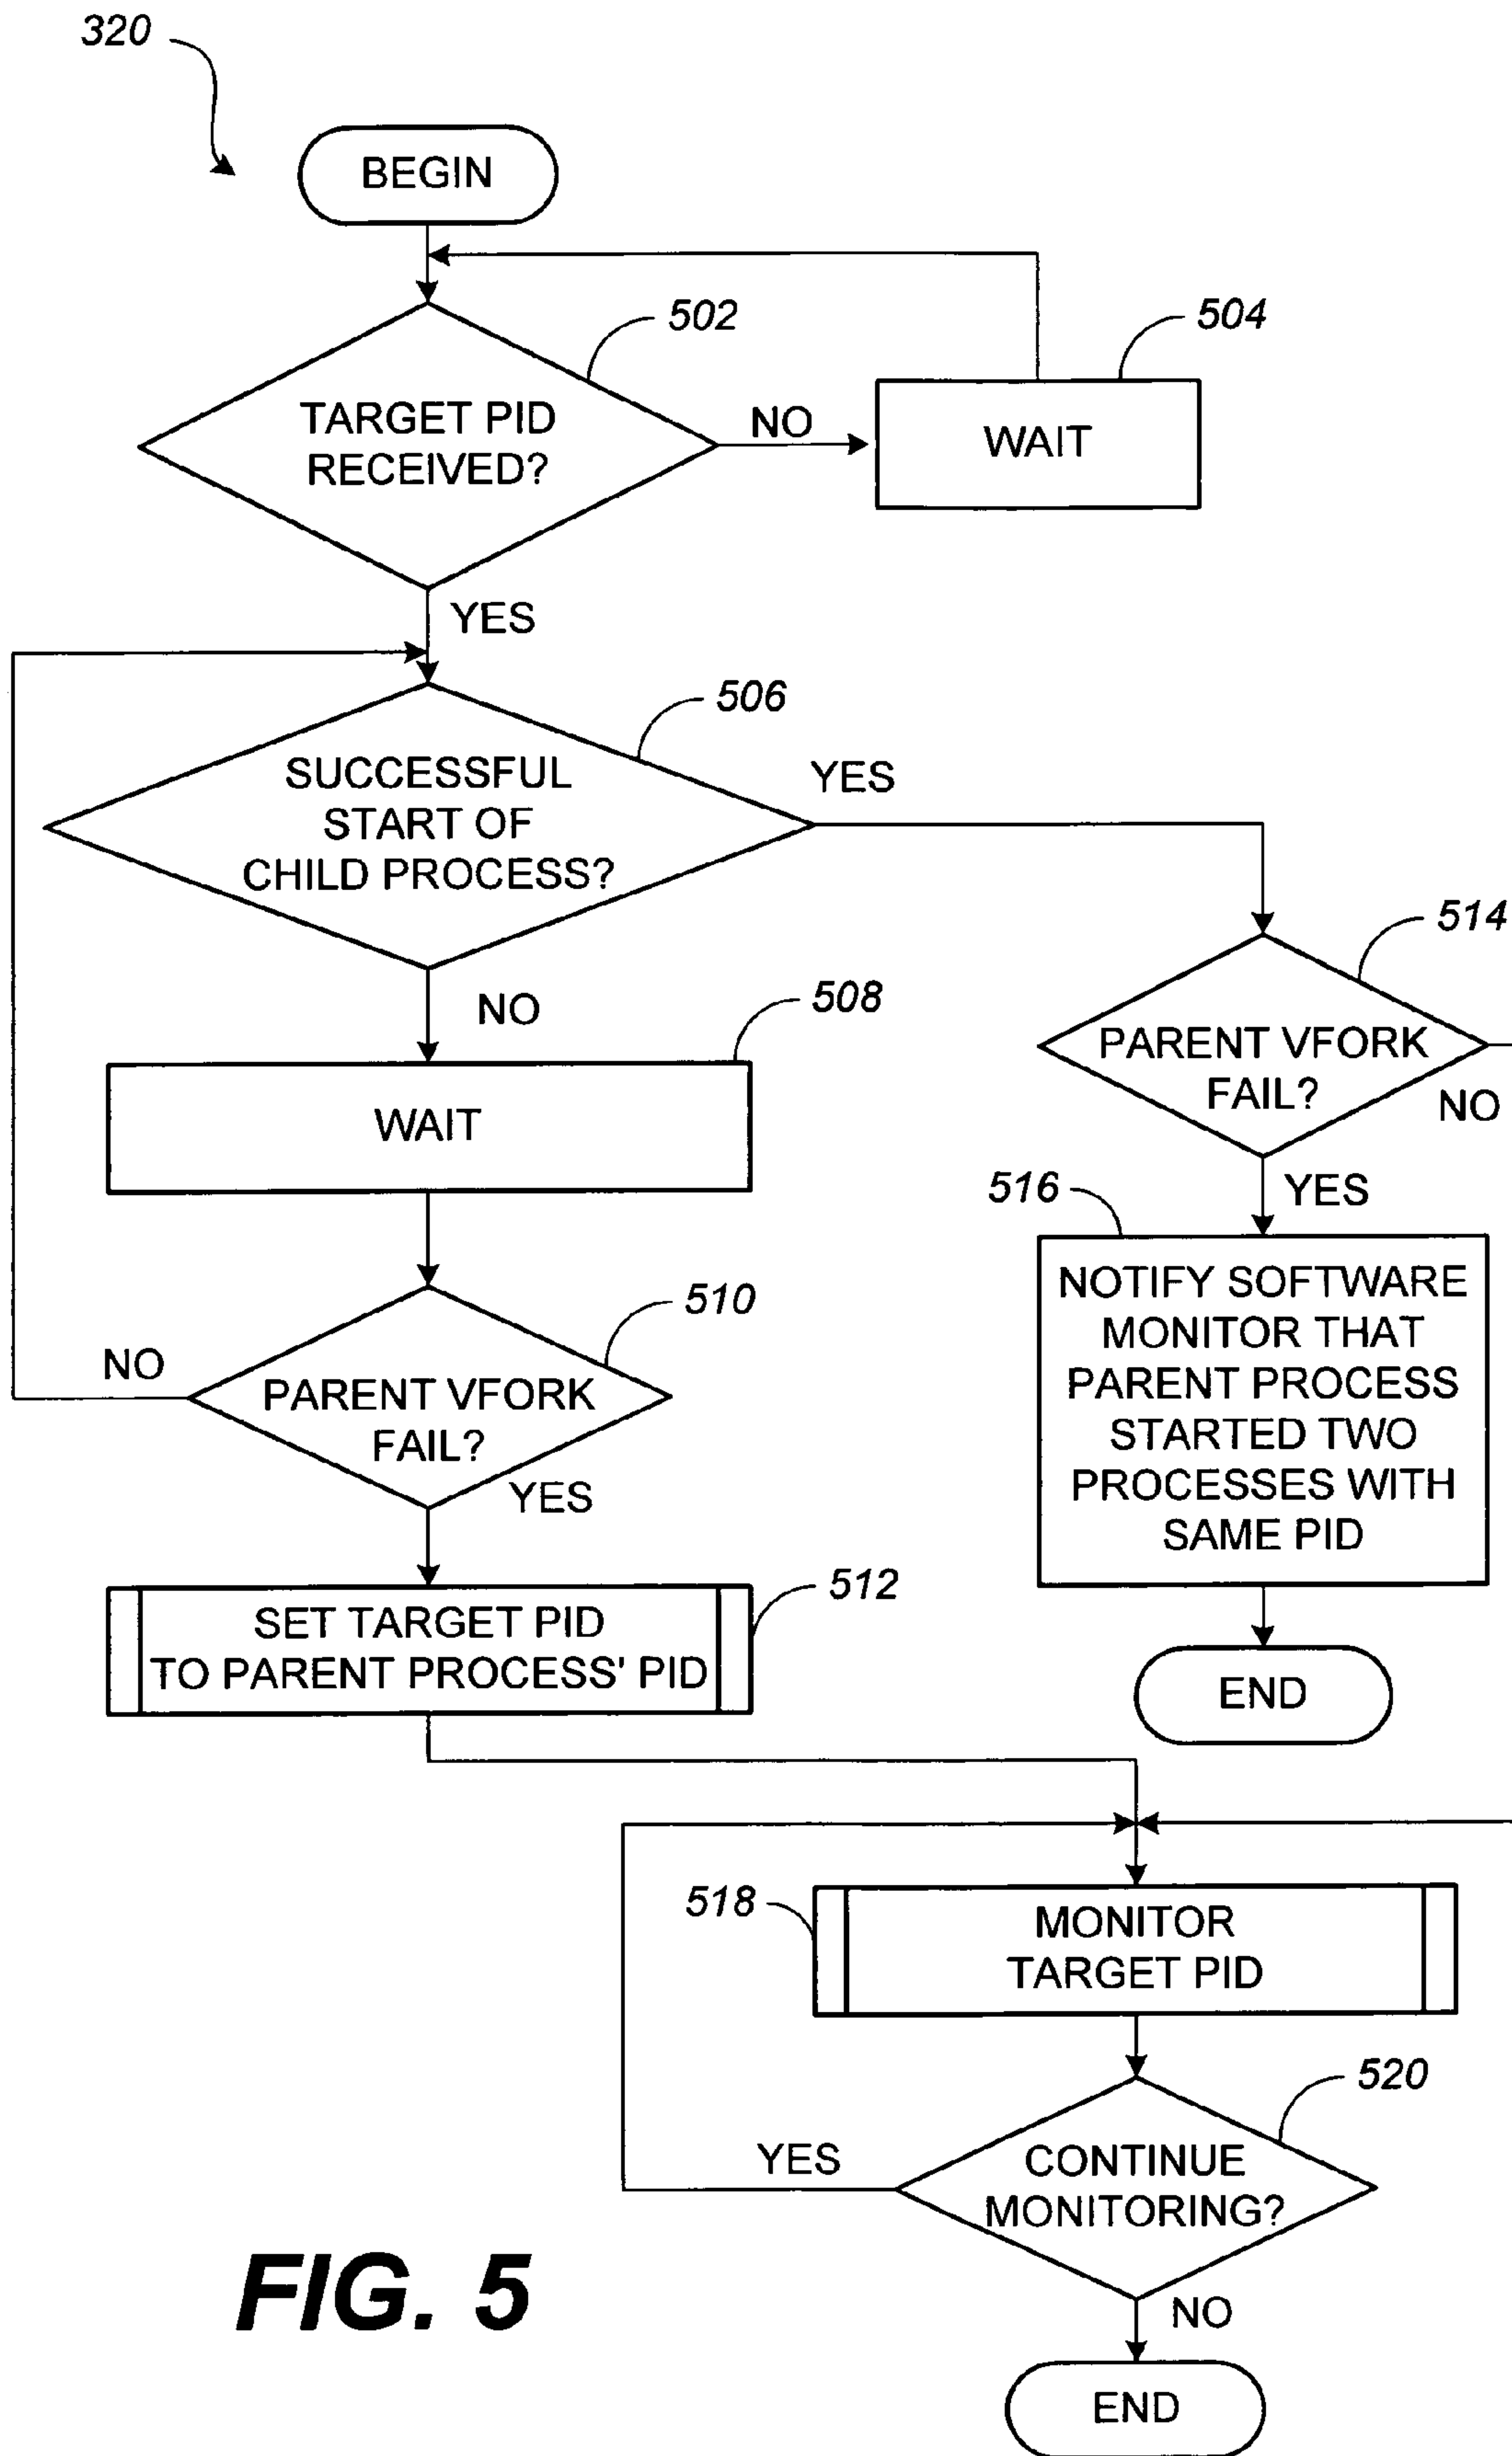 320
BEGIN
502
504
TARGET PID
RECEIVED?
NO
WAIT
YES
506
SUCCESSFUL
START OF
CHILD PROCESS?
YES
514
NO
508
PARENT VFORK
FAIL?
NO
WAIT
516
YES
510
NOTIFY SOFTWARE
MONITOR THAT
PARENT PROCESS
STARTED TWO
PROCESSES WITH
SAME PID
NO
PARENT VFORK
FAIL?
YES
512
SET TARGET PID
TO PARENT PROCESS' PID
END
518
MONITOR
TARGET PID
520
YES
CONTINUE
MONITORING?
FIG. 5
NO
END